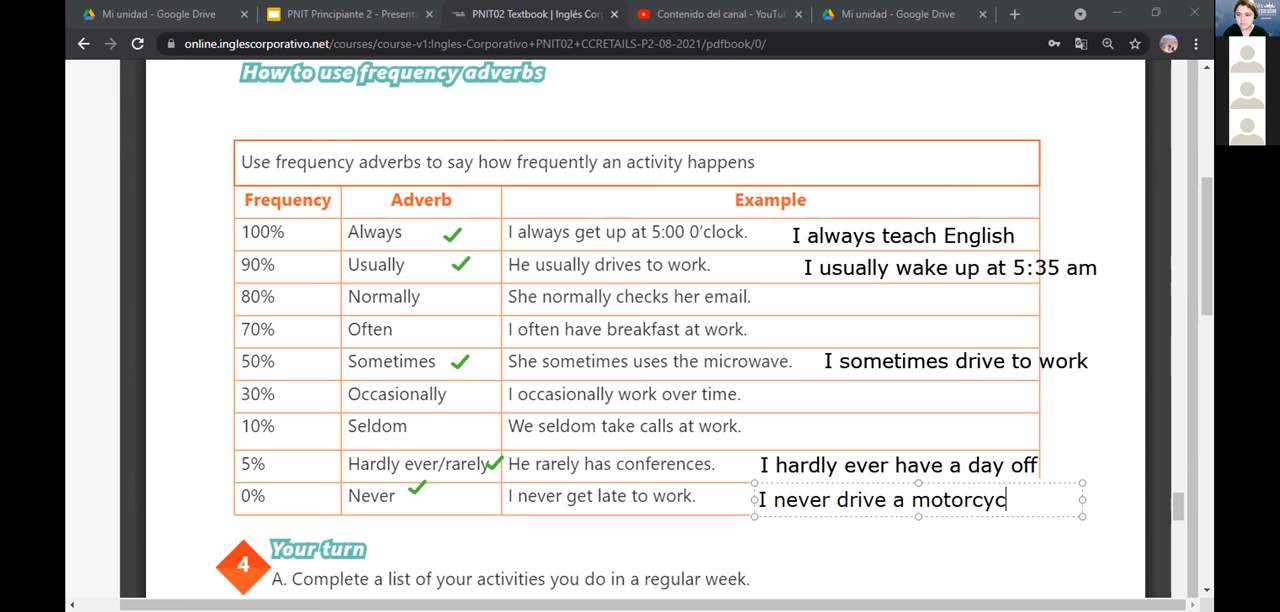 Mi unidad - Google Drive
PNIT Principiante 2 - Present
PNIT02 Textbook | Inglés Cor
Contenido del canal - YouTu
Mi unidad - Google Drive
online.inglescorporativo.net/courses/course-v1:Ingles-Corporativo+PNIT02+CCRETAILS-P2-08-2021/pdfbook/0/
How to use frequency adverbs
Use frequency adverbs to say how frequently an activity happens
Frequency Adverb Example
100% Always I always get up at 5:00 0'clock. I always teach English
90% Usually He usually drives to work. I usually wake up at 5:35 am
80% Normally She normally checks her email.
70% Often I often have breakfast at work.
50% Sometimes She sometimes uses the microwave. I sometimes drive to work
30% Occasionally I occasionally work over time.
10% Seldom We seldom take calls at work.
5% Hardly ever/rarely He rarely has conferences. I hardly ever have a day off
0% Never I never get late to work. I never drive a motorcyc
4 Your turn
A. Complete a list of your activities you do in a regular week.